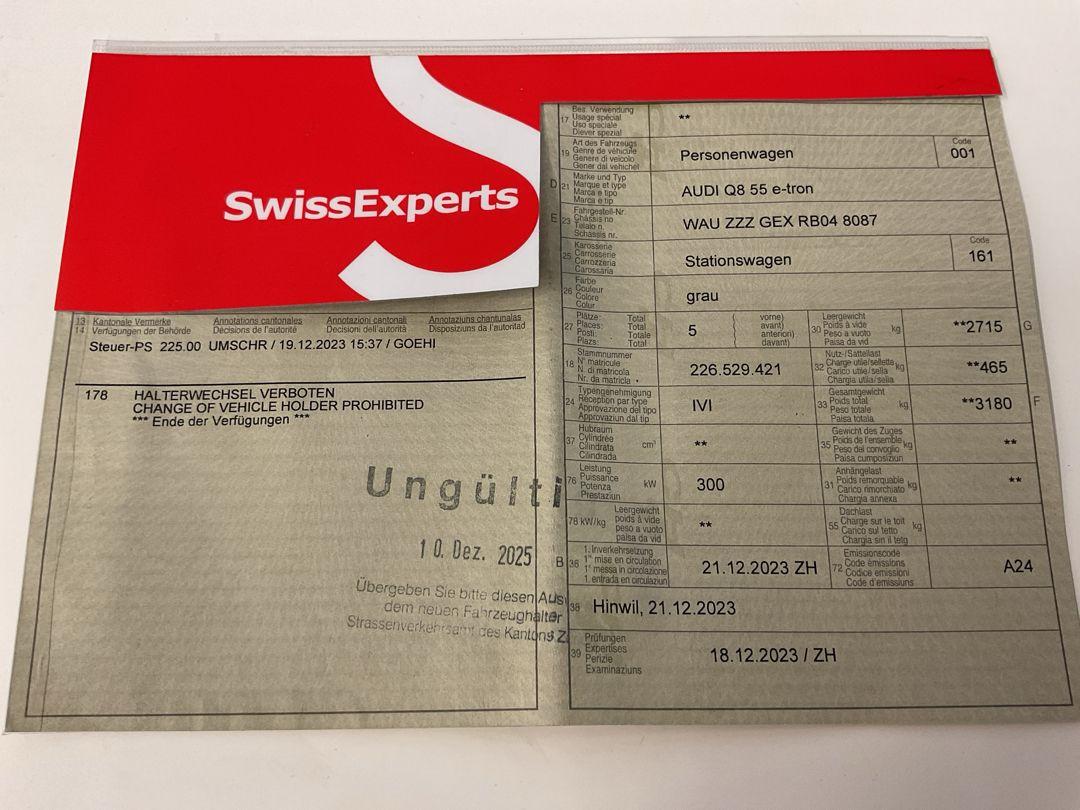 SwissExperts
13 Kantonale Vermerke Annotations cantonales Annotazioni cantonali Annotaziuns chantunalas
14 Verfügungen der Behörde Décisions de l'autorité Decisioni dell'autorità Disposiziuns da l'autoritad
Steuer-PS 225.00 UMSCHR / 19.12.2023 15:37 / GOEHI
178 HALTERWECHSEL VERBOTEN
CHANGE OF VEHICLE HOLDER PROHIBITED
*** Ende der Verfügungen ***
Ungülti
10. Dez. 2025
Übergeben Sie bitte diesen Ausw
dem neuen Fahrzeughalter
Strassenverkehrsamt des Kantons Z
17 Bes. Verwendung
Usage spécial
Uso speciale
Diever spezial
**
19 Art des Fahrzeugs
Genre de véhicule
Genere di veicolo
Gener dal vehichel
Personenwagen
Code
001
D 21 Marke und Typ
Marque et type
Marca e tipo
Marca e tip
AUDI Q8 55 e-tron
E 23 Fahrgestell-Nr.
Châssis no
Telaio n.
Schassis nr.
WAU ZZZ GEX RB04 8087
25 Karosserie
Carrosserie
Carrozzeria
Carossaria
Stationswagen
Code
161
26 Farbe
Couleur
Colore
Colur
grau
27 Plätze: Total
Places: Total
Posti: Totale
Plazs: Total
5
( vorne)
( avant)
( anteriori)
( davant)
30 Leergewicht
Poids à vide
Peso a vuoto
Paisa da vid
kg
**2715
G
18 Stammnummer
N° matricule
N. di matricola
Nr. da matricla
226.529.421
32 Nutz-/Sattellast
Charge utile/sellette
Carico utile/sella
Chargia utila/sella
kg
**465
24 Typengenehmigung
Réception par type
Approvazione del tipo
Approvaziun dal tip
IVI
33 Gesamtgewicht
Poids total
Peso totale
Paisa totala
kg
**3180
F
37 Hubraum
Cylindrée
Cilindrata
Cilindrada
cm³
**
35 Gewicht des Zuges
Poids de l'ensemble
Peso del convoglio
Paisa cumposiziun
kg
**
76 Leistung
Puissance
Potenza
Prestaziun
kW
300
31 Anhängelast
Poids remorquable
Carico rimorchiato
Chargia annexa
kg
**
78 kW/kg
Leergewicht
poids à vide
peso a vuoto
paisa da vid
**
55 Dachlast
Charge sur le toit
Carico sul tetto
Chargia sin il tetg
kg
B 36 1. Inverkehrsetzung
1re mise en circulation
1a messa in circolazione
1. entrada en circulaziun
21.12.2023 ZH
72 Emissionscode
Code émissions
Codice emissioni
Code d'emissiuns
A24
38 Hinwil, 21.12.2023
39 Prüfungen
Expertises
Perizie
Examinaziuns
18.12.2023 / ZH